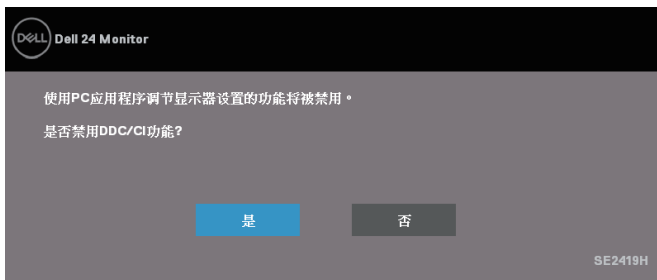 DELL Dell 24 Monitor
使用PC应用程序调节显示器设置的功能将被禁用。
是否禁用DDC/CI功能?
是 否
SE2419H